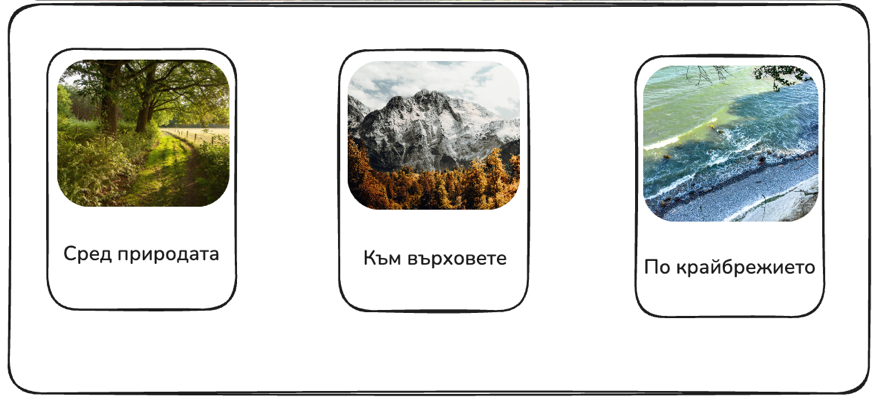 Сред природата
Към върховете
По крайбрежието